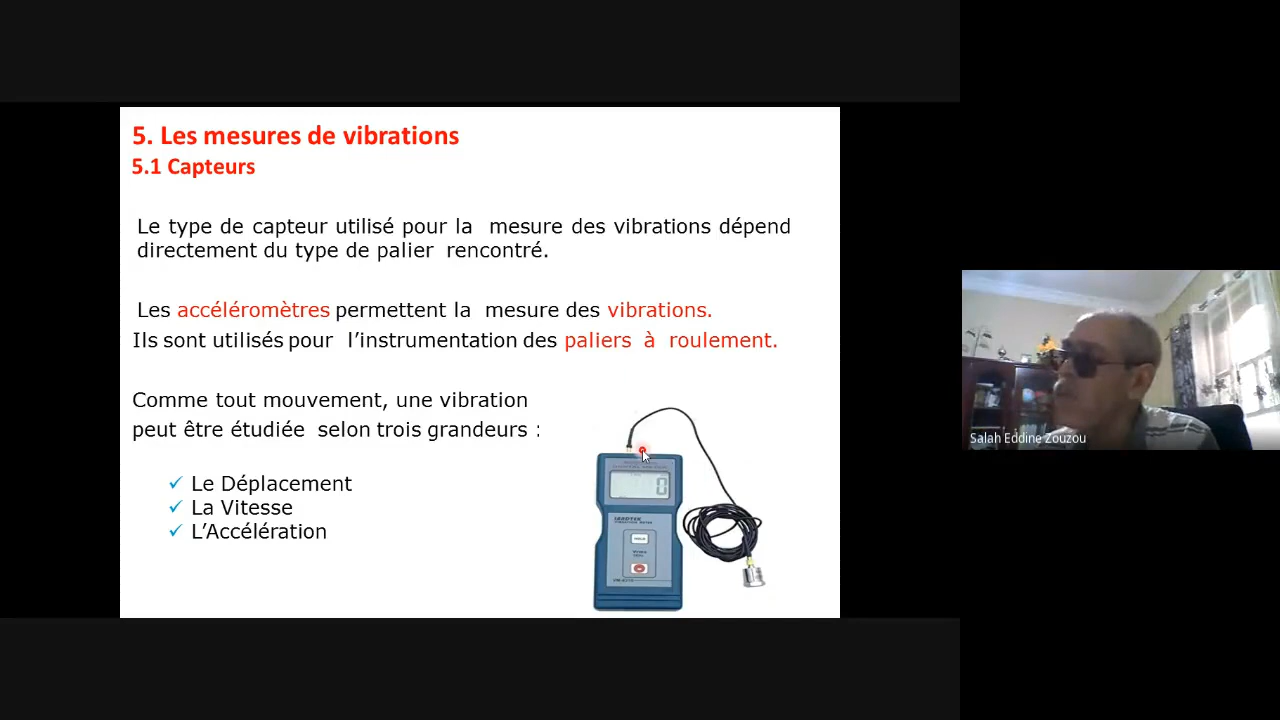 5. Les mesures de vibrations
5.1 Capteurs
Le type de capteur utilisé pour la mesure des vibrations dépend
directement du type de palier rencontré.
Les accéléromètres permettent la mesure des vibrations.
Ils sont utilisés pour l'instrumentation des paliers à roulement.
Comme tout mouvement, une vibration
peut être étudiée selon trois grandeurs :
✓ Le Déplacement
✓ La Vitesse
✓ L'Accélération
0
HOLD
Salah Eddine Zouzou